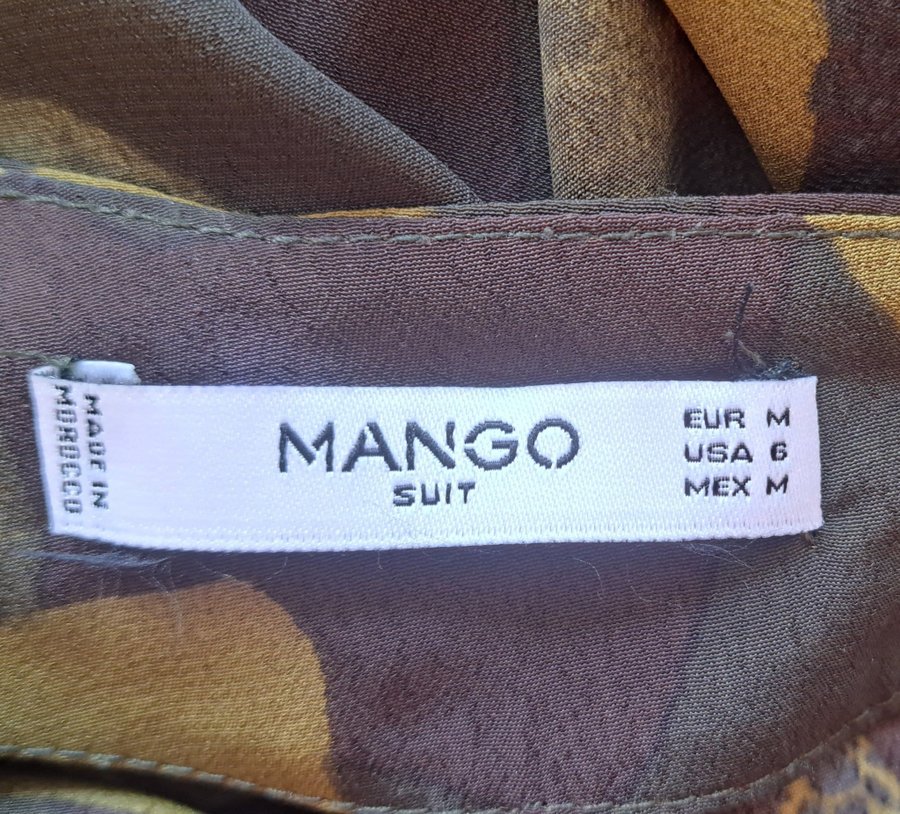 MADE IN
MOROCCO
MANGO
SUIT
EUR M
USA 6
MEX M